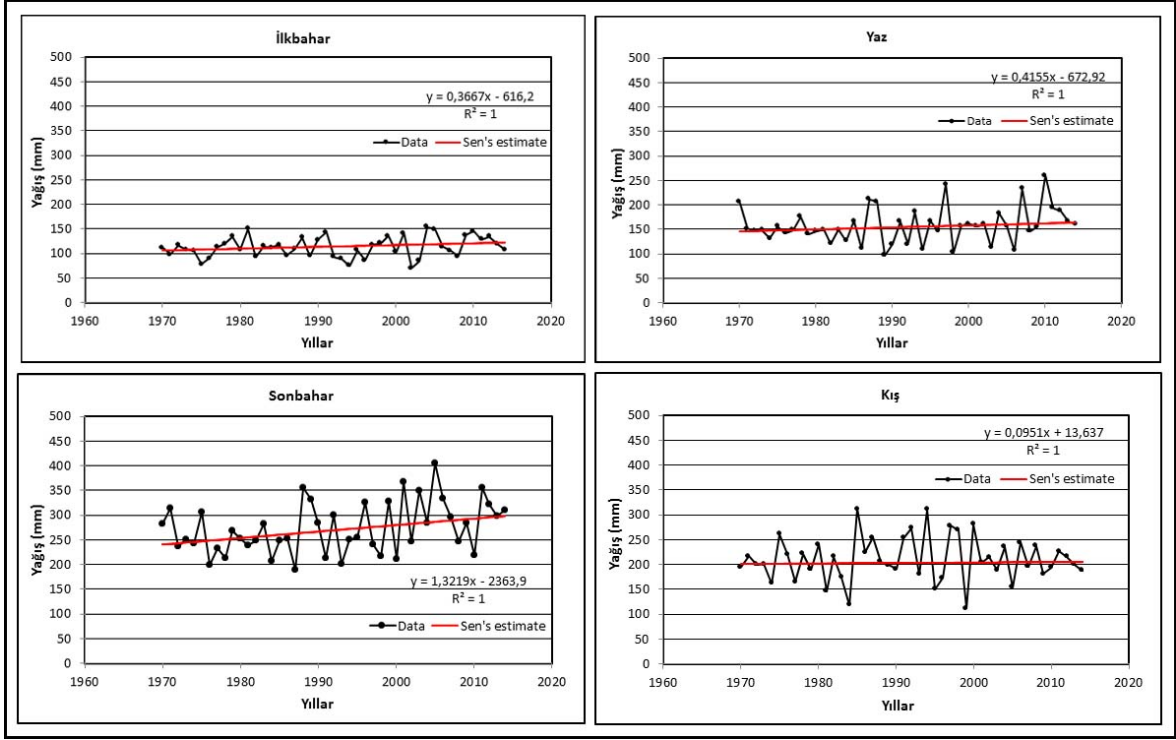 İlkbahar
Yağış (mm)
500
450
400
350
300
250
200
150
100
50
0
y = 0,3667x - 616,2
R² = 1
Data Sen's estimate
1960 1970 1980 1990 2000 2010 2020
Yıllar
Yaz
Yağış (mm)
500
450
400
350
300
250
200
150
100
50
0
y = 0,4155x - 672,92
R² = 1
Data Sen's estimate
1960 1970 1980 1990 2000 2010 2020
Yıllar
Sonbahar
Yağış (mm)
500
450
400
350
300
250
200
150
100
50
0
y = 1,3219x - 2363,9
R² = 1
Data Sen's estimate
1960 1970 1980 1990 2000 2010 2020
Yıllar
Kış
Yağış (mm)
500
450
400
350
300
250
200
150
100
50
0
y = 0,0951x + 13,637
R² = 1
Data Sen's estimate
1960 1970 1980 1990 2000 2010 2020
Yıllar